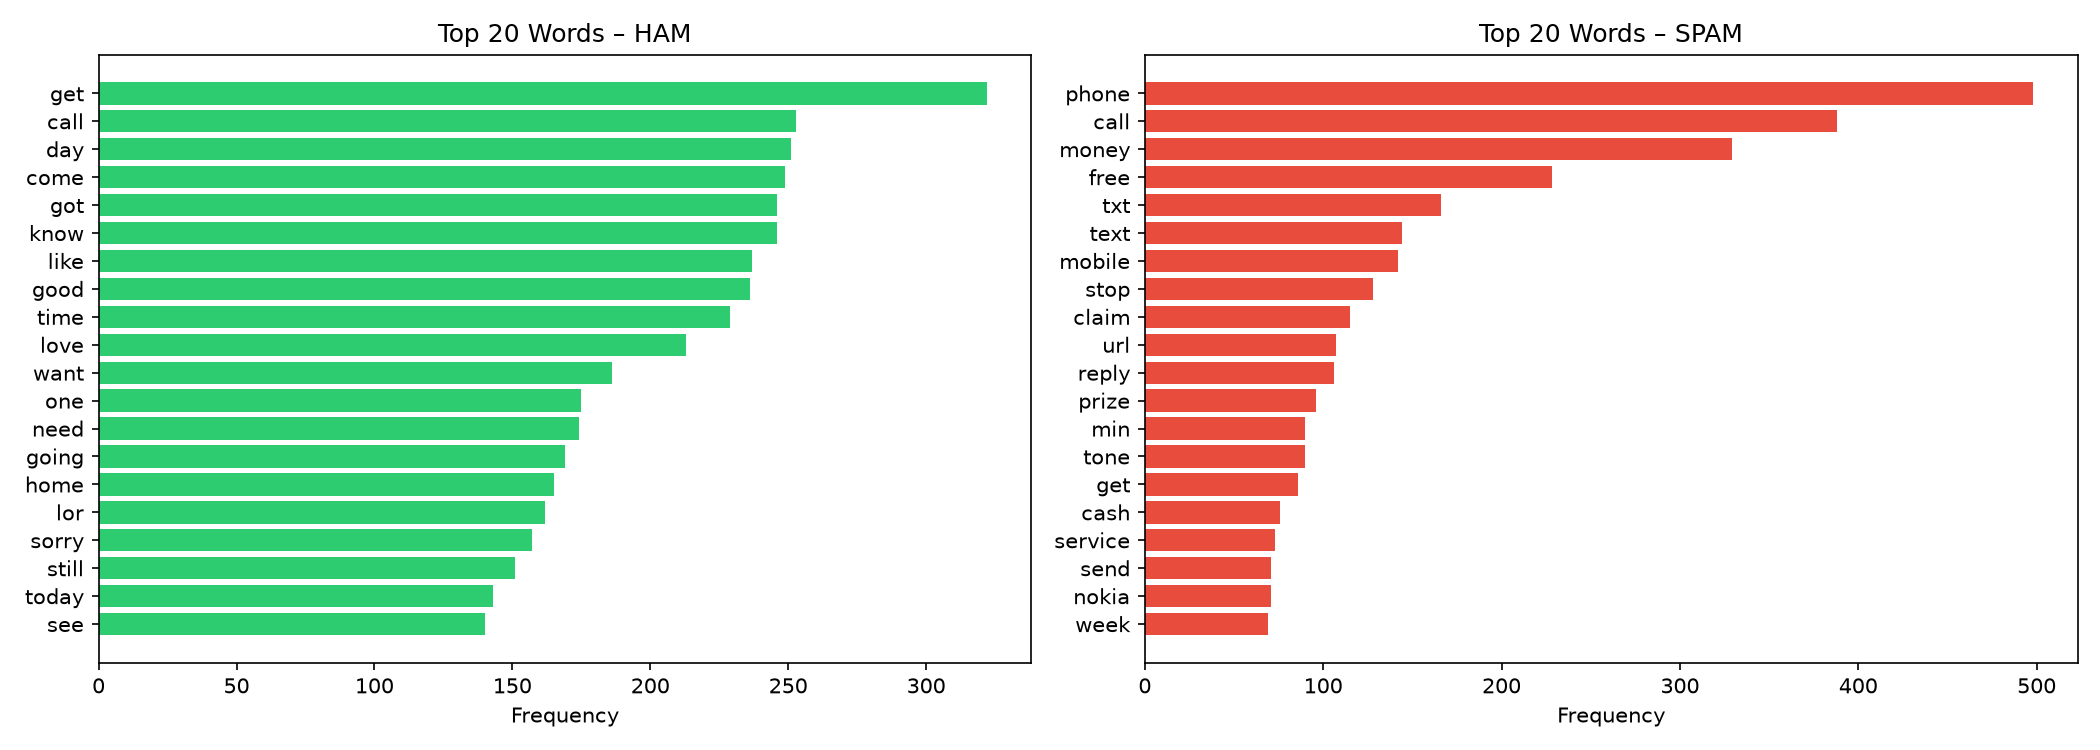 Top 20 Words – HAM
get
call
day
come
got
know
like
good
time
love
want
one
need
going
home
lor
sorry
still
today
see
0 50 100 150 200 250 300
Frequency
Top 20 Words – SPAM
phone
call
money
free
txt
text
mobile
stop
claim
url
reply
prize
min
tone
get
cash
service
send
nokia
week
0 100 200 300 400 500
Frequency